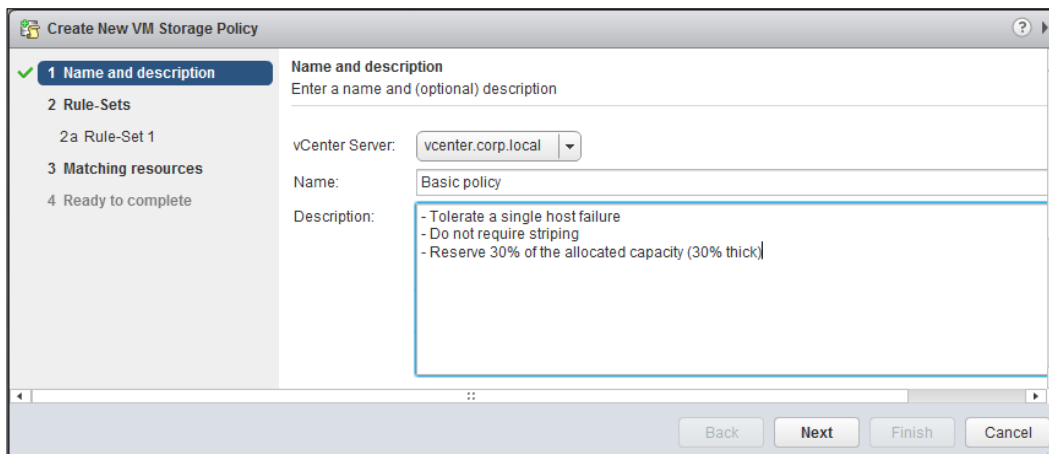 Create New VM Storage Policy
?
1 Name and description
2 Rule-Sets
2a Rule-Set 1
3 Matching resources
4 Ready to complete
Name and description
Enter a name and (optional) description
vCenter Server: vcenter.corp.local
Name: Basic policy
Description: - Tolerate a single host failure
- Do not require striping
- Reserve 30% of the allocated capacity (30% thick)
Back Next Finish Cancel